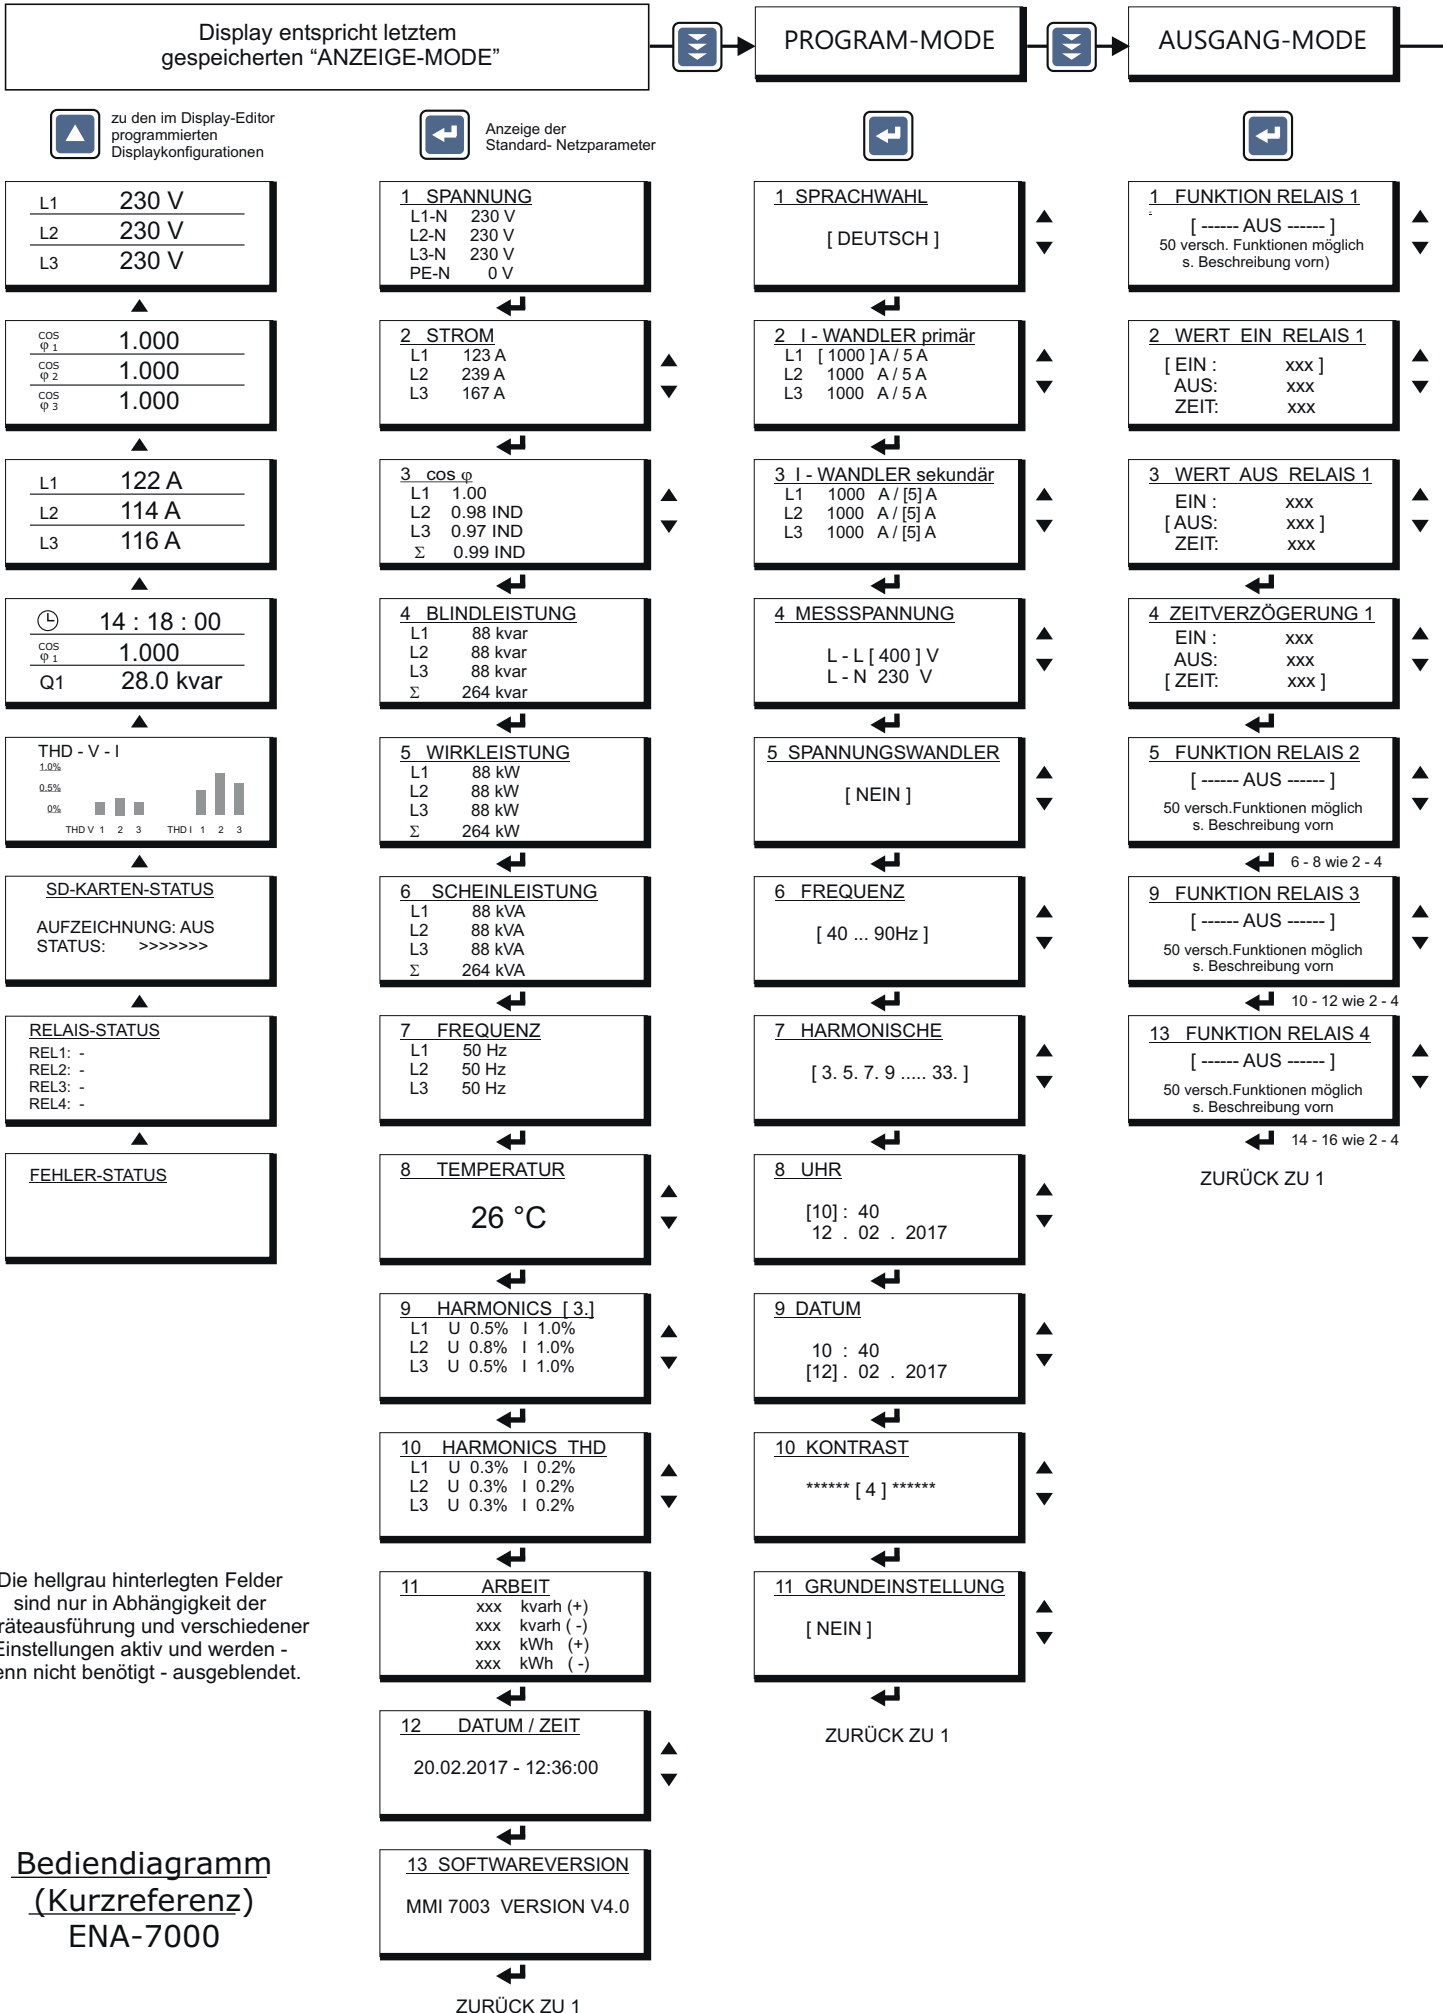 Display entspricht letztem
gespeicherten “ANZEIGE-MODE”
PROGRAM-MODE
AUSGANG-MODE
zu den im Display-Editor
programmierten
Displaykonfigurationen
L1 230 V
L2 230 V
L3 230 V
cos φ 1 1.000
cos φ 2 1.000
cos φ 3 1.000
L1 122 A
L2 114 A
L3 116 A
14 : 18 : 00
cos φ 1 1.000
Q1 28.0 kvar
THD - V - I
1.0%
0.5%
0%
THD V 1 2 3 THD I 1 2 3
SD-KARTEN-STATUS
AUFZEICHNUNG: AUS
STATUS: >>>>>>>
RELAIS-STATUS
REL1: -
REL2: -
REL3: -
REL4: -
FEHLER-STATUS
Die hellgrau hinterlegten Felder
sind nur in Abhängigkeit der
räteausführung und verschiedener
Einstellungen aktiv und werden -
enn nicht benötigt - ausgeblendet.
Bediendiagramm
(Kurzreferenz)
ENA-7000
Anzeige der
Standard- Netzparameter
1 SPANNUNG
L1-N 230 V
L2-N 230 V
L3-N 230 V
PE-N 0 V
2 STROM
L1 123 A
L2 239 A
L3 167 A
3 cos φ
L1 1.00
L2 0.98 IND
L3 0.97 IND
Σ 0.99 IND
4 BLINDLEISTUNG
L1 88 kvar
L2 88 kvar
L3 88 kvar
Σ 264 kvar
5 WIRKLEISTUNG
L1 88 kW
L2 88 kW
L3 88 kW
Σ 264 kW
6 SCHEINLEISTUNG
L1 88 kVA
L2 88 kVA
L3 88 kVA
Σ 264 kVA
7 FREQUENZ
L1 50 Hz
L2 50 Hz
L3 50 Hz
8 TEMPERATUR
26 °C
9 HARMONICS [ 3.]
L1 U 0.5% I 1.0%
L2 U 0.8% I 1.0%
L3 U 0.5% I 1.0%
10 HARMONICS THD
L1 U 0.3% I 0.2%
L2 U 0.3% I 0.2%
L3 U 0.3% I 0.2%
11 ARBEIT
xxx kvarh (+)
xxx kvarh ( -)
xxx kWh (+)
xxx kWh ( -)
12 DATUM / ZEIT
20.02.2017 - 12:36:00
13 SOFTWAREVERSION
MMI 7003 VERSION V4.0
ZURÜCK ZU 1
1 SPRACHWAHL
[ DEUTSCH ]
2 I - WANDLER primär
L1 [ 1000 ] A / 5 A
L2 1000 A / 5 A
L3 1000 A / 5 A
3 I - WANDLER sekundär
L1 1000 A / [5] A
L2 1000 A / [5] A
L3 1000 A / [5] A
4 MESSSPANNUNG
L - L [ 400 ] V
L - N 230 V
5 SPANNUNGSWANDLER
[ NEIN ]
6 FREQUENZ
[ 40 ... 90Hz ]
7 HARMONISCHE
[ 3. 5. 7. 9 ..... 33. ]
8 UHR
[10] : 40
12 . 02 . 2017
9 DATUM
10 : 40
[12] . 02 . 2017
10 KONTRAST
****** [ 4 ] ******
11 GRUNDEINSTELLUNG
[ NEIN ]
ZURÜCK ZU 1
1 FUNKTION RELAIS 1
[ ------ AUS ------ ]
50 versch. Funktionen möglich
s. Beschreibung vorn)
2 WERT EIN RELAIS 1
[ EIN : xxx ]
AUS: xxx
ZEIT: xxx
3 WERT AUS RELAIS 1
EIN : xxx
[ AUS: xxx ]
ZEIT: xxx
4 ZEITVERZÖGERUNG 1
EIN : xxx
AUS: xxx
[ ZEIT: xxx ]
5 FUNKTION RELAIS 2
[ ------ AUS ------ ]
50 versch.Funktionen möglich
s. Beschreibung vorn
6 - 8 wie 2 - 4
9 FUNKTION RELAIS 3
[ ------ AUS ------ ]
50 versch.Funktionen möglich
s. Beschreibung vorn
10 - 12 wie 2 - 4
13 FUNKTION RELAIS 4
[ ------ AUS ------ ]
50 versch.Funktionen möglich
s. Beschreibung vorn
14 - 16 wie 2 - 4
ZURÜCK ZU 1